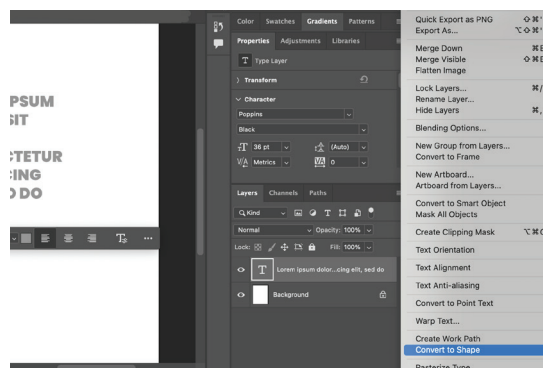 PSUM
SIT
CTETUR
ING
O DO
Color Swatches Gradients Patterns
Properties Adjustments Libraries
T Type Layer
Transform
Character
Poppins
Black
36 pt (Auto)
Metrics 0
Layers Channels Paths
Kind
Normal Opacity: 100%
Lock: Fill: 100%
T Lorem ipsum dolor...cing elit, sed do
Background
Quick Export as PNG
Export As...
Merge Down
Merge Visible
Flatten Image
Lock Layers...
Rename Layer...
Hide Layers
Blending Options...
New Group from Layers...
Convert to Frame
New Artboard...
Artboard from Layers...
Convert to Smart Object
Mask All Objects
Create Clipping Mask
Text Orientation
Text Alignment
Text Anti-aliasing
Convert to Point Text
Warp Text...
Create Work Path
Convert to Shape
Rasterize Type